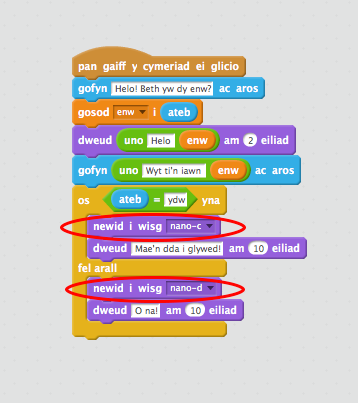 pan gaiff y cymeriad ei glicio
gofyn Helo! Beth yw dy enw? ac aros
gosod enw i ateb
dweud uno Helo enw am 2 eiliad
gofyn uno Wyt ti'n iawn enw ac aros
os ateb = ydw yna
newid i wisg nano-c
dweud Mae'n dda i glywed! am 10 eiliad
fel arall
newid i wisg nano-d
dweud O na! am 10 eiliad